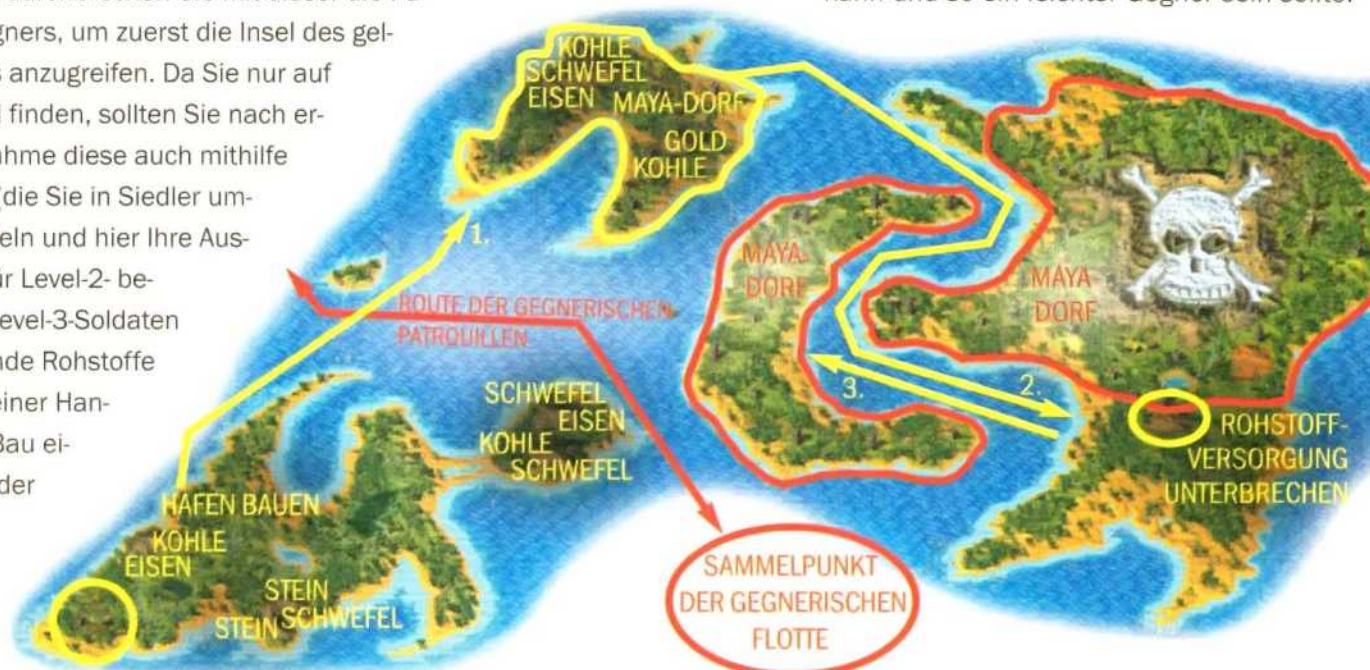 gners, um zuerst die Insel des gel-
s anzugreifen. Da Sie nur auf
finden, sollten Sie nach er-
ahme diese auch mithilfe
die Sie in Siedler um-
eln und hier Ihre Aus-
ür Level-2- be-
evel-3-Soldaten
nde Rohstoffe
einer Han-
Bau ei-
der
KOHLE
SCHWEFEL
EISEN
MAYA-DORF
GOLD
KOHLE
1.
ROUTE DER GEGNERISCHEN
PATROUILLEN
MAYA-
DORF
MAYA-
DORF
3.
2.
SCHWEFEL
EISEN
KOHLE
SCHWEFEL
ROHSTOFF-
VERSORGUNG
UNTERBRECHEN
HAFEN BAUEN
KOHLE
EISEN
STEIN
SCHWEFEL
STEIN
SAMMELPUNKT
DER GEGNERISCHEN
FLOTTE